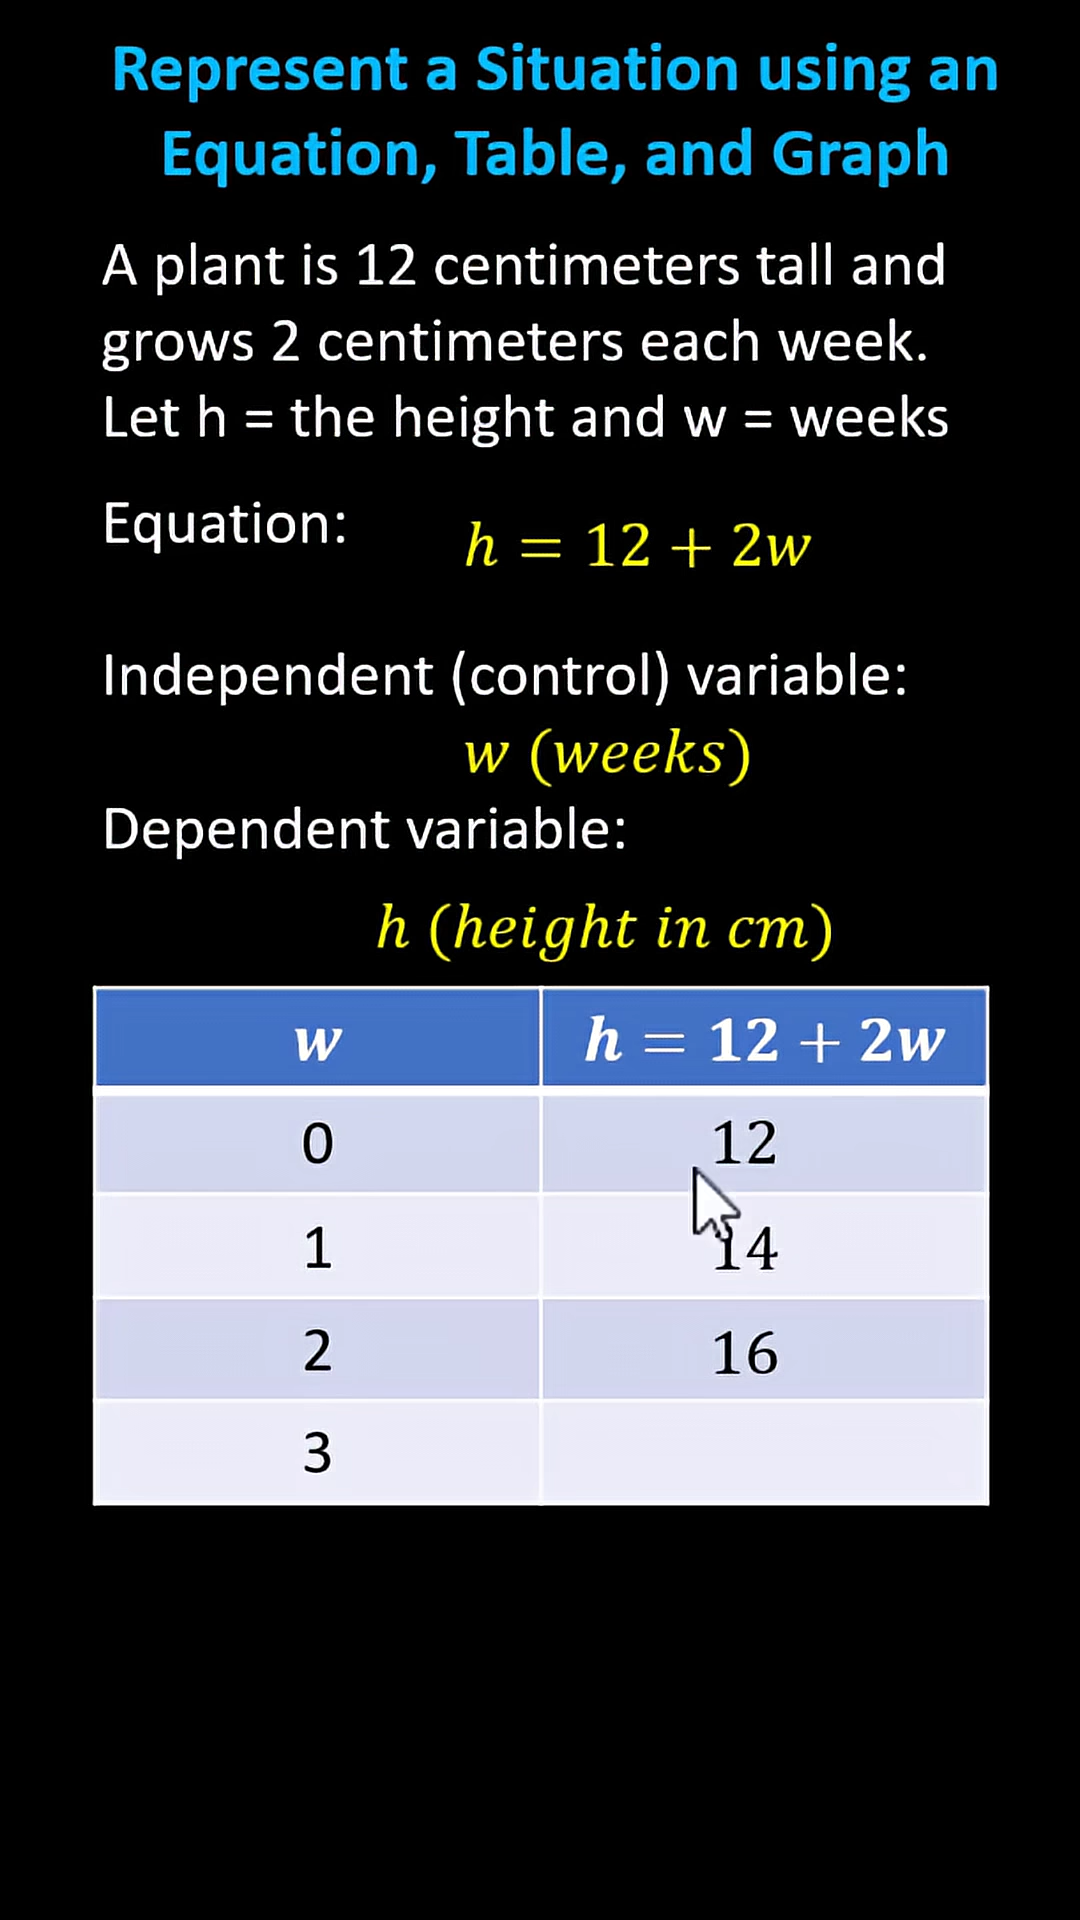 Represent a Situation using an
Equation, Table, and Graph
A plant is 12 centimeters tall and
grows 2 centimeters each week.
Let h = the height and w = weeks
Equation:
h = 12 + 2w
Independent (control) variable:
w (weeks)
Dependent variable:
h (height in cm)
w h = 12 + 2w
0 12
1 14
2 16
3